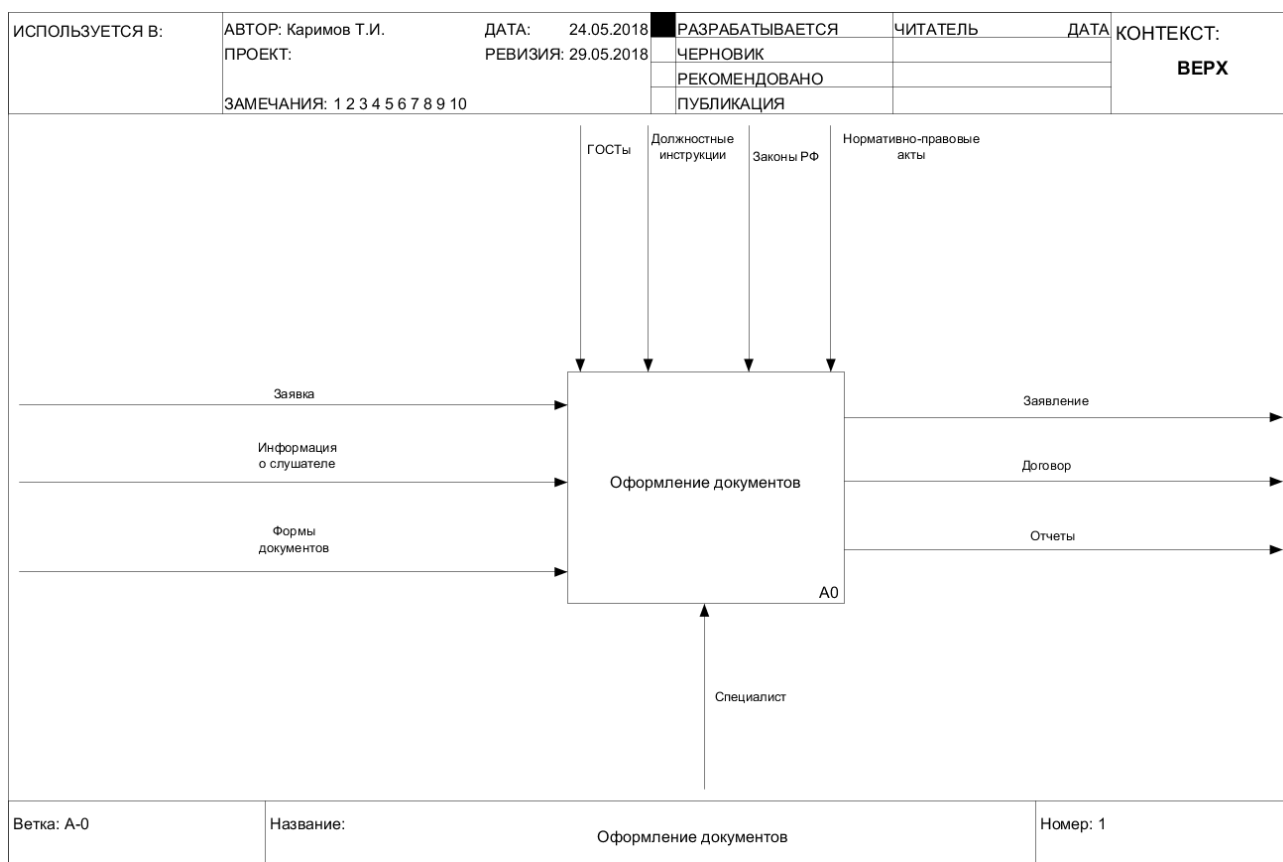 ИСПОЛЬЗУЕТСЯ В:
АВТОР: Каримов Т.И.
ДАТА: 24.05.2018
РАЗРАБАТЫВАЕТСЯ
ЧИТАТЕЛЬ
ДАТА
КОНТЕКСТ:
ПРОЕКТ:
РЕВИЗИЯ: 29.05.2018
ЧЕРНОВИК
ВЕРХ
РЕКОМЕНДОВАНО
ЗАМЕЧАНИЯ: 1 2 3 4 5 6 7 8 9 10
ПУБЛИКАЦИЯ
ГОСТы
Должностные
инструкции
Законы РФ
Нормативно-правовые
акты
Заявка
Информация
о слушателе
Формы
документов
Оформление документов
A0
Заявление
Договор
Отчеты
Специалист
Ветка: А-0
Название:
Оформление документов
Номер: 1